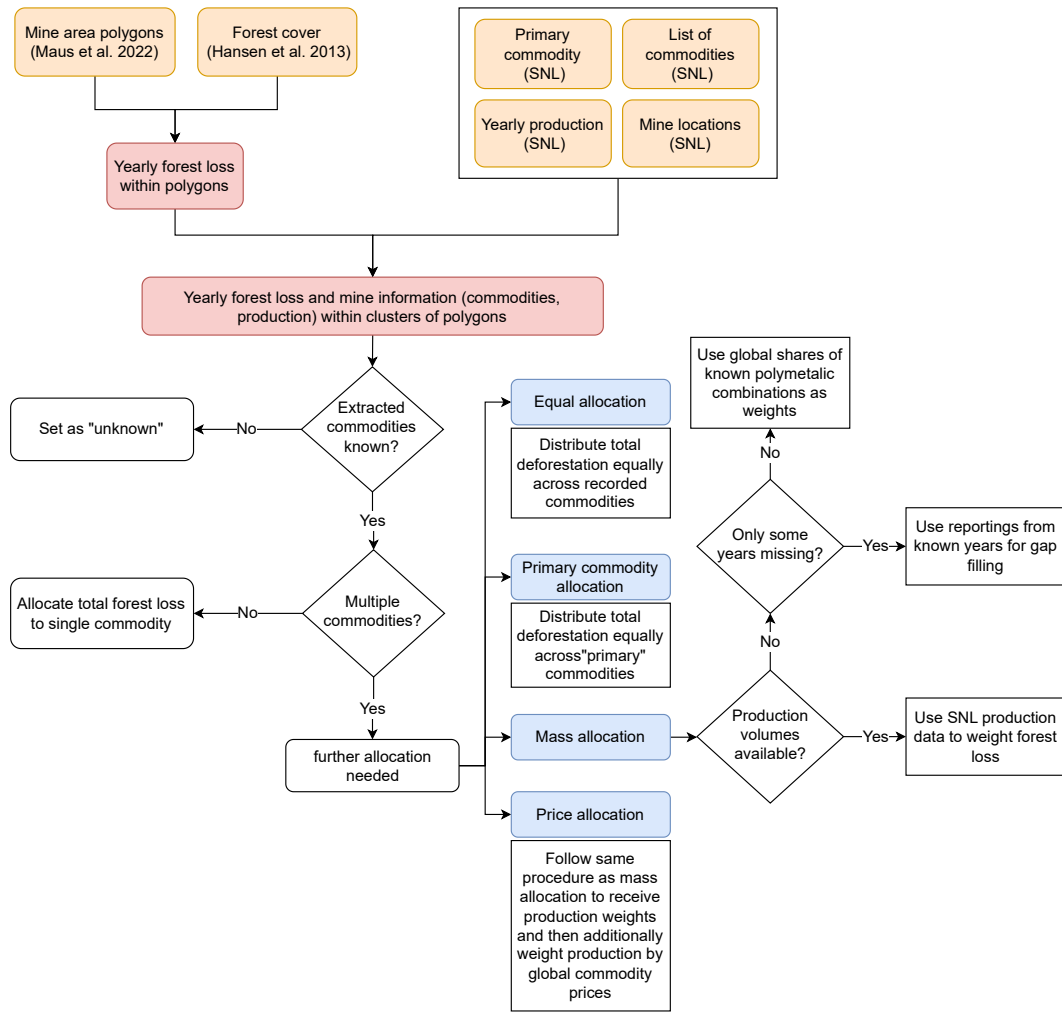 Mine area polygons
(Maus et al. 2022)
Forest cover
(Hansen et al. 2013)
Primary
commodity
(SNL)
List of
commodities
(SNL)
Yearly production
(SNL)
Mine locations
(SNL)
Yearly forest loss
within polygons
Yearly forest loss and mine information (commodities,
production) within clusters of polygons
Extracted
commodities
known?
No
Set as "unknown"
Yes
Multiple
commodities?
No
Allocate total forest loss
to single commodity
Yes
further allocation
needed
Equal allocation
Distribute total
deforestation equally
across recorded
commodities
Primary commodity
allocation
Distribute total
deforestation equally
across"primary"
commodities
Mass allocation
Production
volumes
available?
Yes
Use SNL production
data to weight forest
loss
No
Only some
years missing?
Yes
Use reportings from
known years for gap
filling
No
Use global shares of
known polymetalic
combinations as
weights
Price allocation
Follow same
procedure as mass
allocation to receive
production weights
and then additionally
weight production by
global commodity
prices